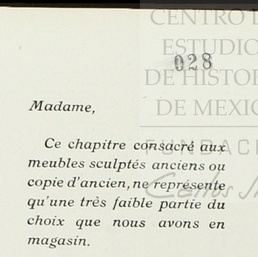 CENTRO D
ESTUDIO
028
DE HISTOR
DE MEXIC
Madame,
FUNDAC
Ce chapitre consacré aux
meubles sculptés anciens ou
copie d'ancien, ne représente
qu'une très faible partie du
choix que nous avons en
magasin.